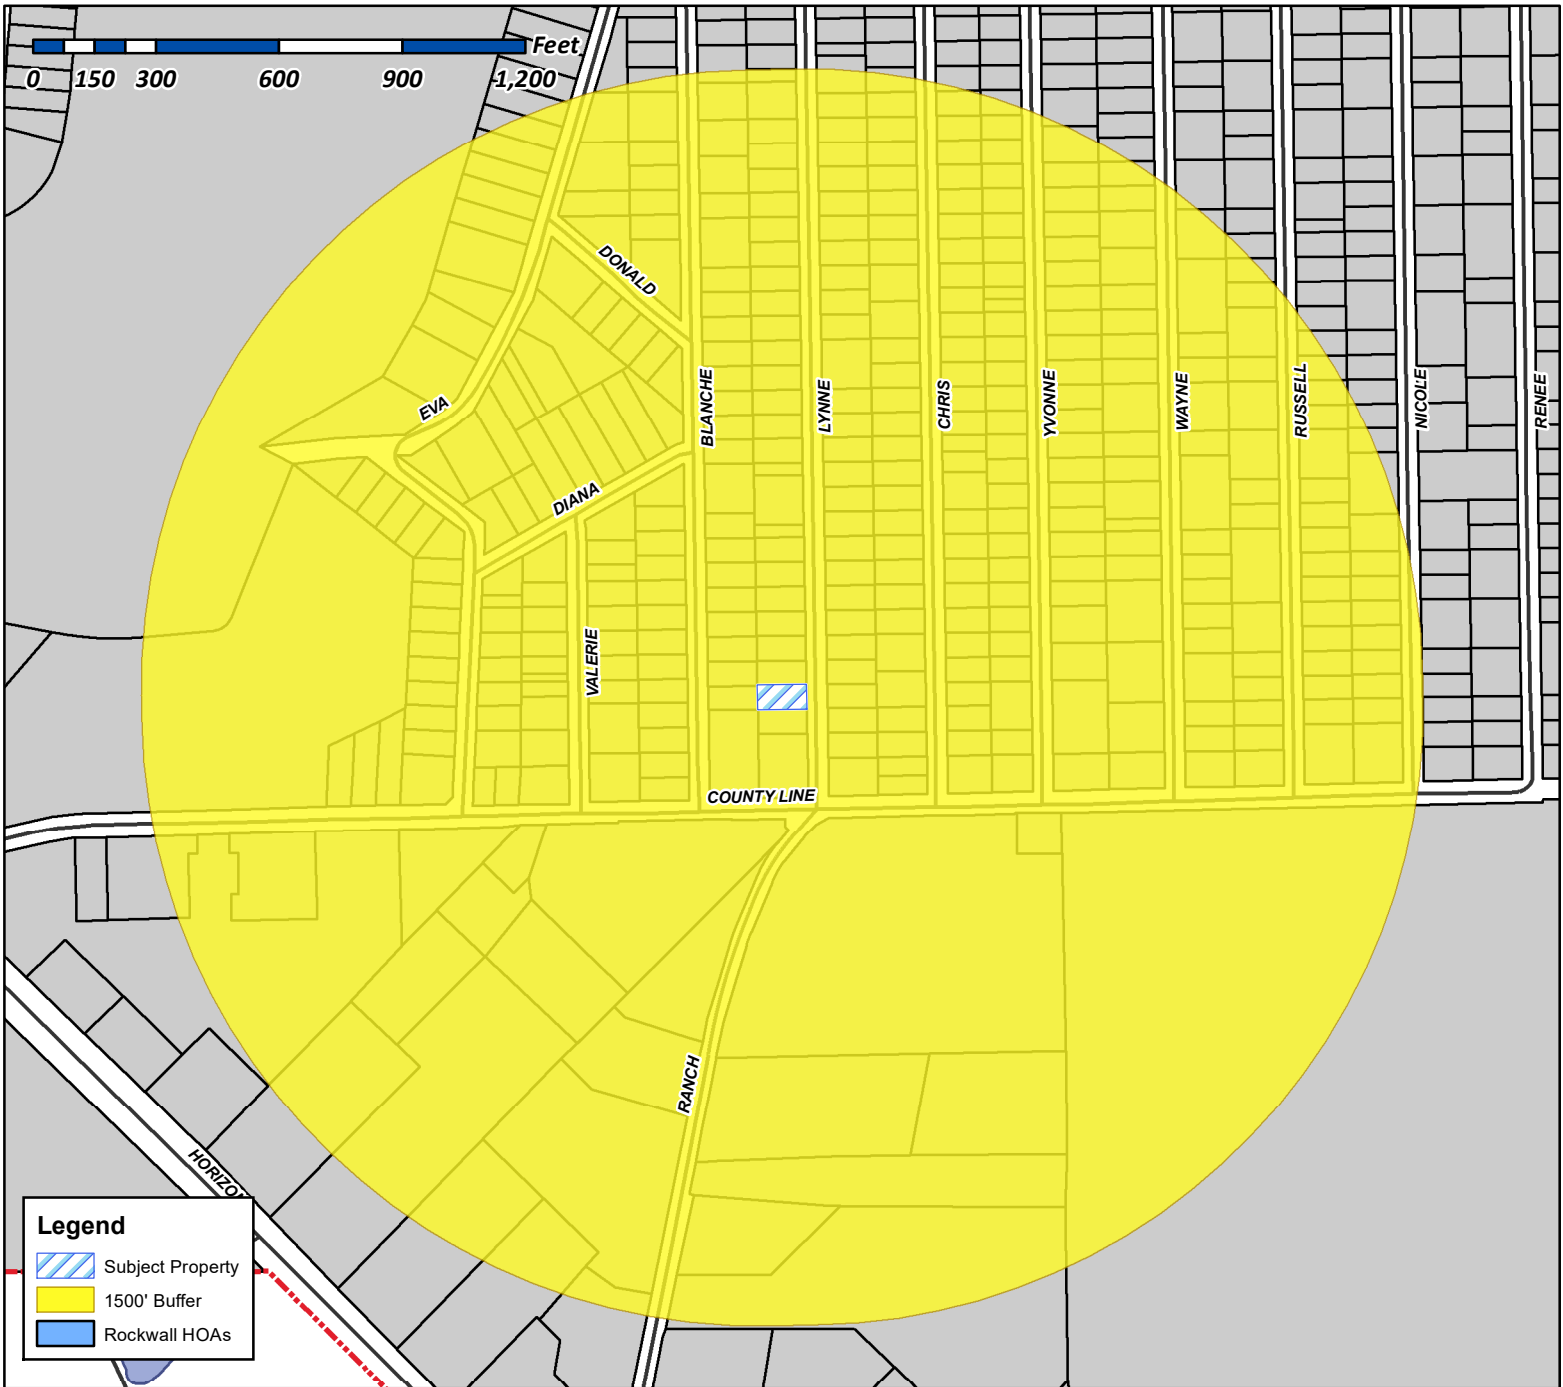 Feet
0 150 300 600 900 1,200
DONALD
EVA
BLANCHE
LYNNE
CHRIS
YVONNE
WAYNE
RUSSELL
NICOLE
RENEE
DIANA
VALERIE
COUNTY LINE
RANCH
Legend
Subject Property
1500' Buffer
Rockwall HOAs